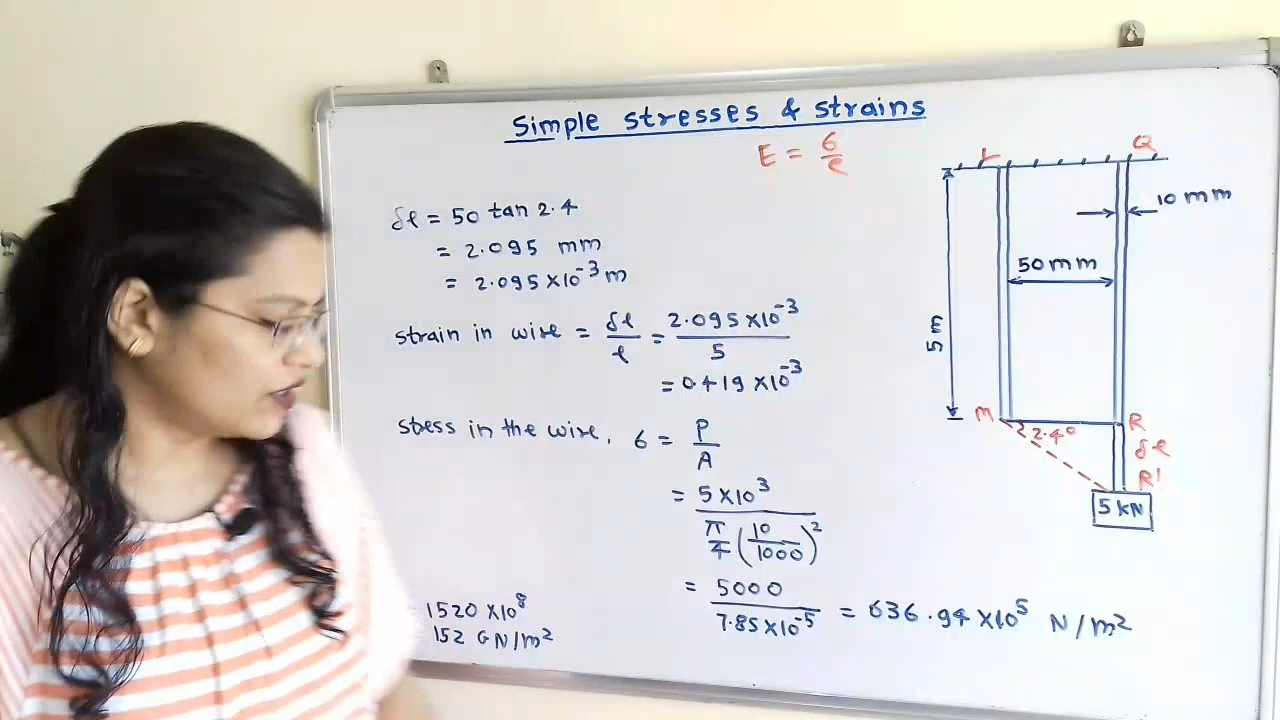 Simple stresses & strains
E = σ/ε
δl = 50 tan 2.4
= 2.095 mm
= 2.095 x10⁻³ m
strain in wire = δl/l = 2.095 x10⁻³/5
= 0.419 x10⁻³
stress in the wire, σ = P/A
= 5 x10³/π/4 (10/1000)²
= 5000/7.85 x10⁻⁵ = 636.94 x10⁵ N/m²
1520 x10⁸
152 GN/m²
L
Q
10 mm
50 mm
5 m
M
2.4°
R
δl
R'
5 kN